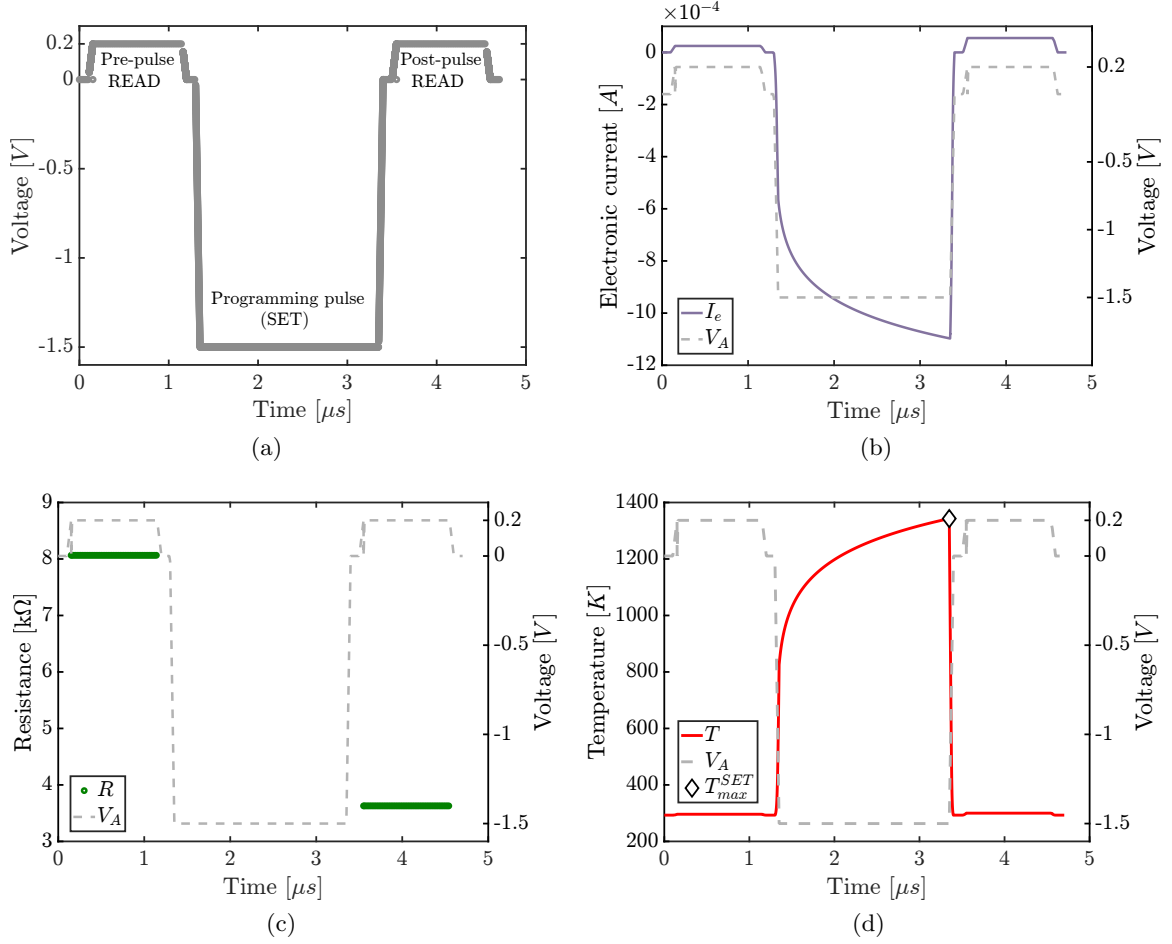 0.2
0
-0.5
-1
-1.5
Voltage [V]
Pre-pulse
READ
Post-pulse
READ
Programming pulse
(SET)
0 1 2 3 4 5
Time [μs]
(a)
×10⁻⁴
0
-2
-4
-6
-8
-10
-12
Electronic current [A]
I_e
V_A
0.2
0
-0.5
-1
-1.5
Voltage [V]
0 1 2 3 4 5
Time [μs]
(b)
9
8
7
6
5
4
3
Resistance [kΩ]
R
V_A
0.2
0
-0.5
-1
-1.5
Voltage [V]
0 1 2 3 4 5
Time [μs]
(c)
1400
1200
1000
800
600
400
200
Temperature [K]
T
V_A
T_max^SET
0.2
0
-0.5
-1
-1.5
Voltage [V]
0 1 2 3 4 5
Time [μs]
(d)